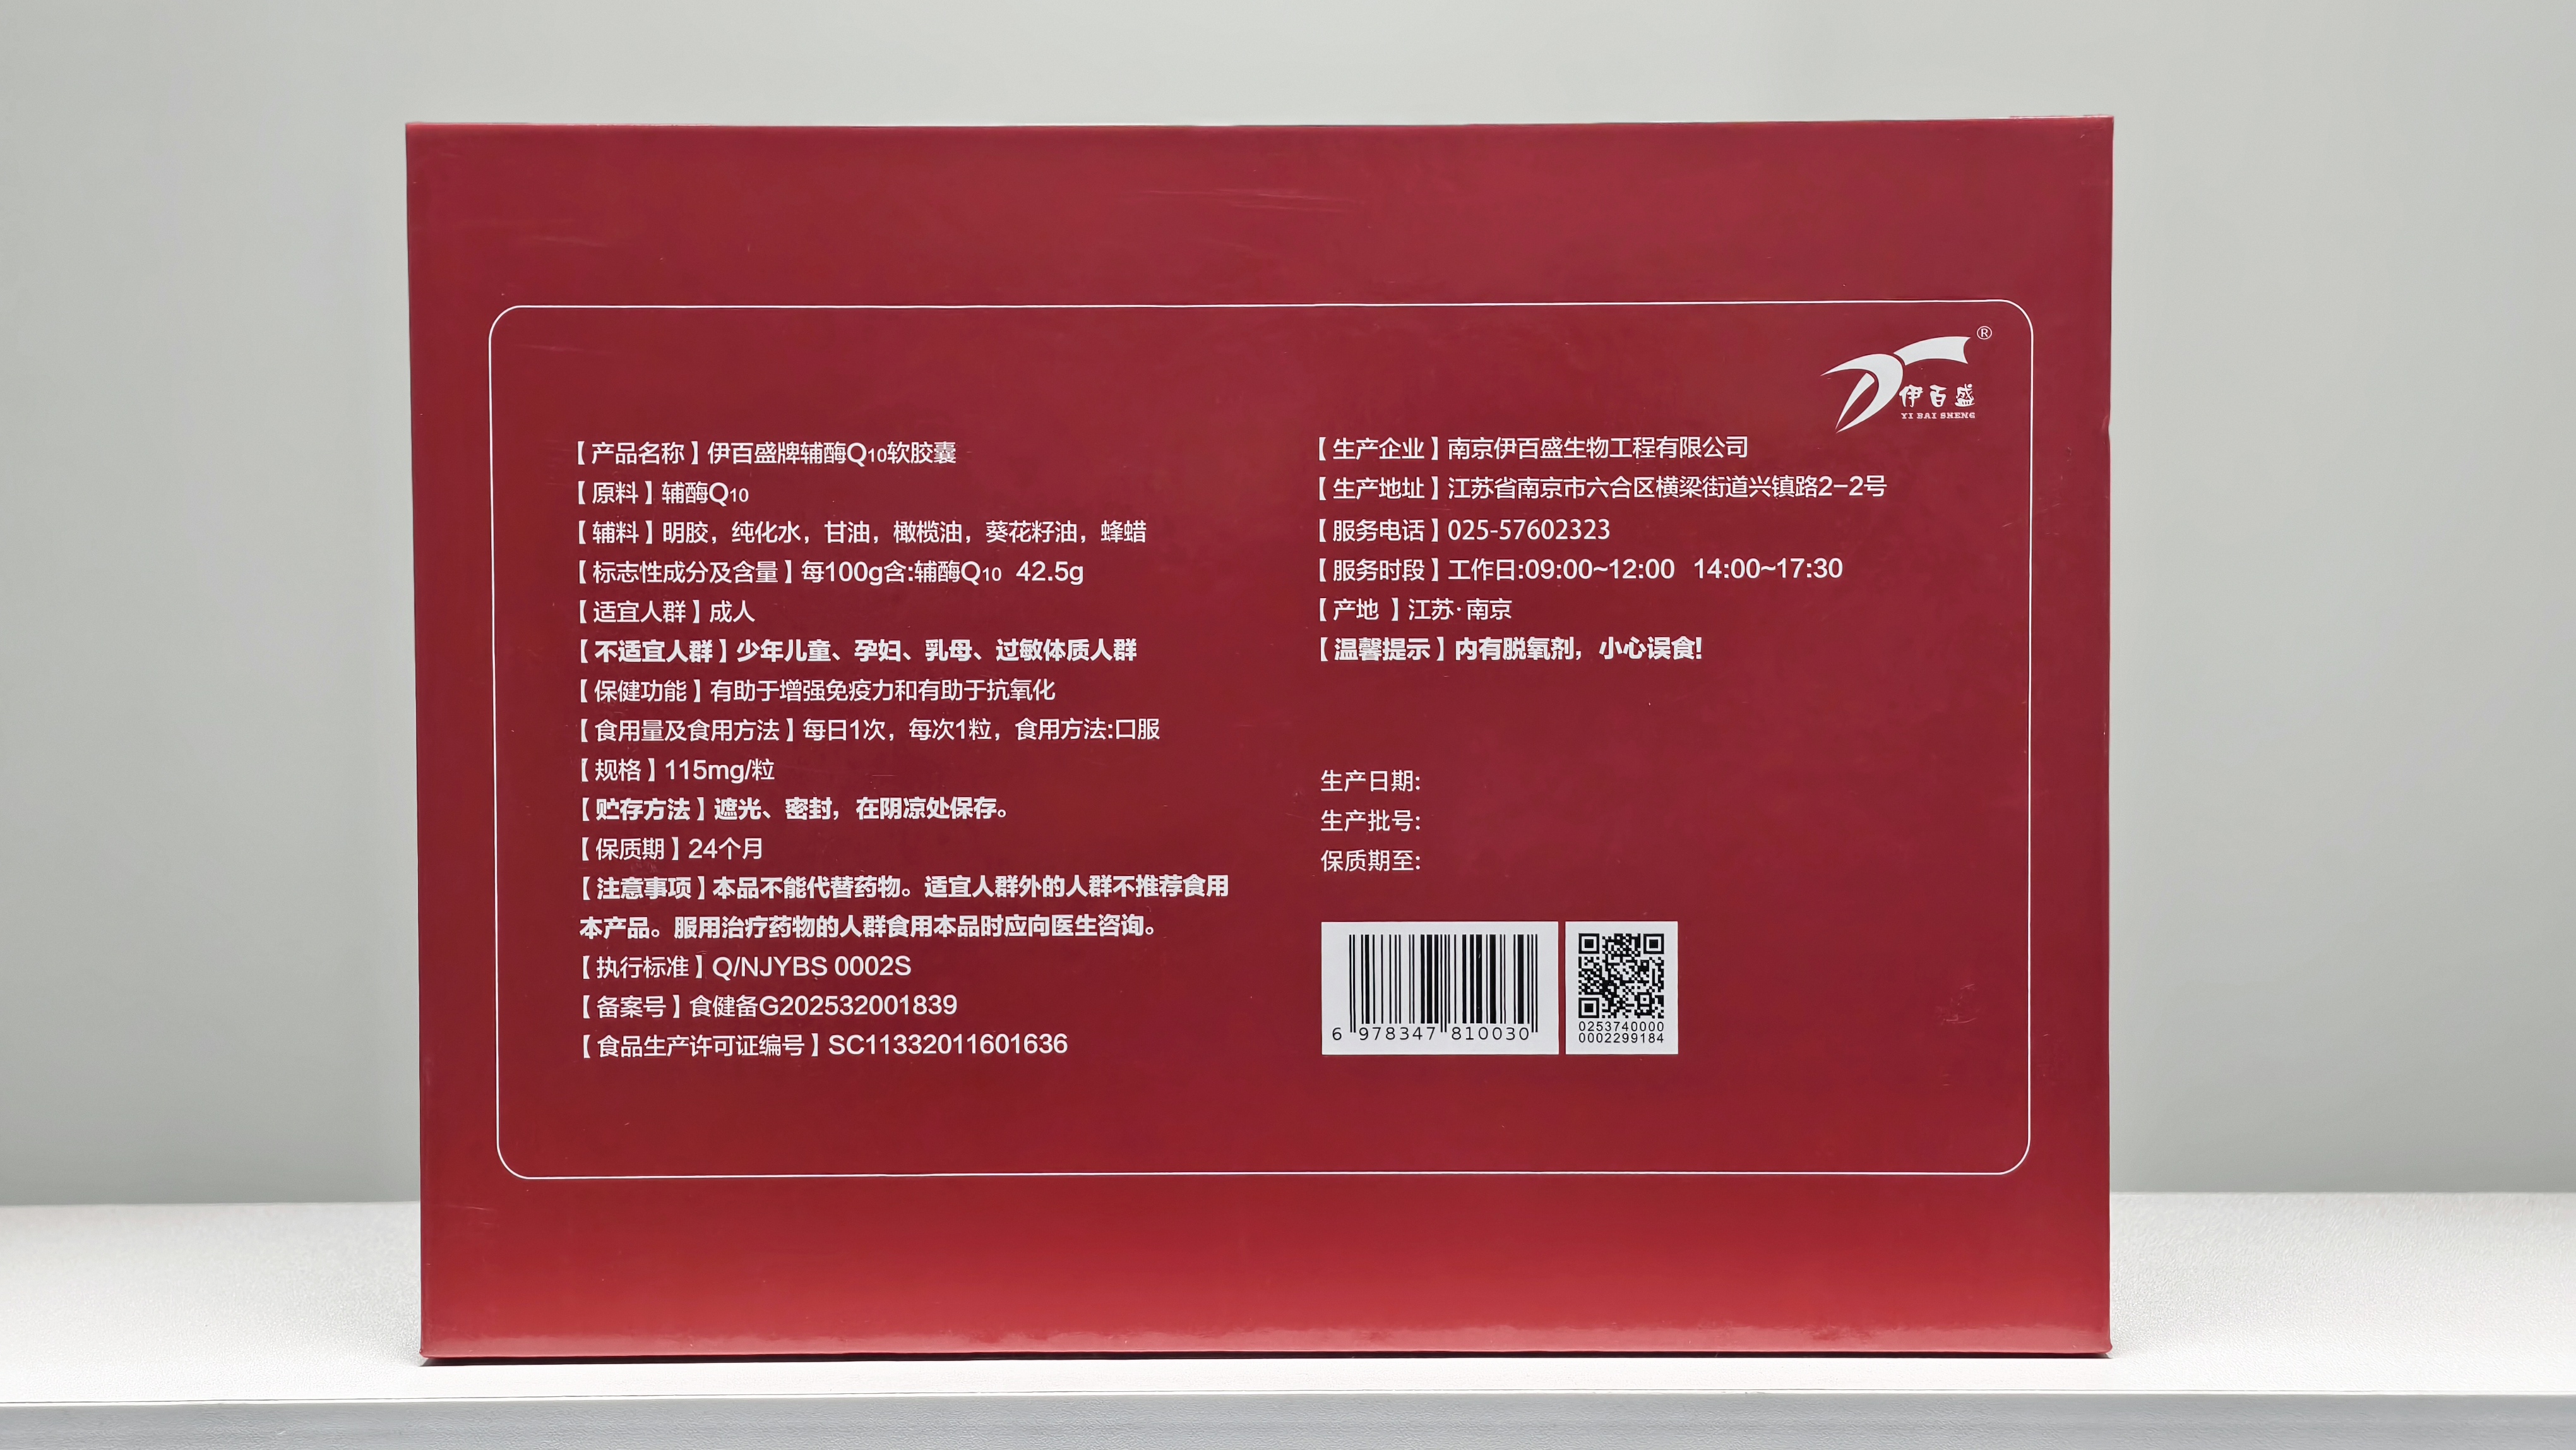 ®
伊百盛
YI BAI SHENG
【产品名称】伊百盛牌辅酶Q10软胶囊
【原料】辅酶Q10
【辅料】明胶，纯化水，甘油，橄榄油，葵花籽油，蜂蜡
【标志性成分及含量】每100g含:辅酶Q10 42.5g
【适宜人群】成人
【不适宜人群】少年儿童、孕妇、乳母、过敏体质人群
【保健功能】有助于增强免疫力和有助于抗氧化
【食用量及食用方法】每日1次，每次1粒，食用方法:口服
【规格】115mg/粒
【贮存方法】遮光、密封，在阴凉处保存。
【保质期】24个月
【注意事项】本品不能代替药物。适宜人群外的人群不推荐食用
本产品。服用治疗药物的人群食用本品时应向医生咨询。
【执行标准】Q/NJYBS 0002S
【备案号】食健备G202532001839
【食品生产许可证编号】SC11332011601636
【生产企业】南京伊百盛生物工程有限公司
【生产地址】江苏省南京市六合区横梁街道兴镇路2-2号
【服务电话】025-57602323
【服务时段】工作日:09:00~12:00 14:00~17:30
【产地 】江苏·南京
【温馨提示】内有脱氧剂，小心误食!
生产日期:
生产批号:
保质期至:
6 978347 810030
0253740000
0002299184